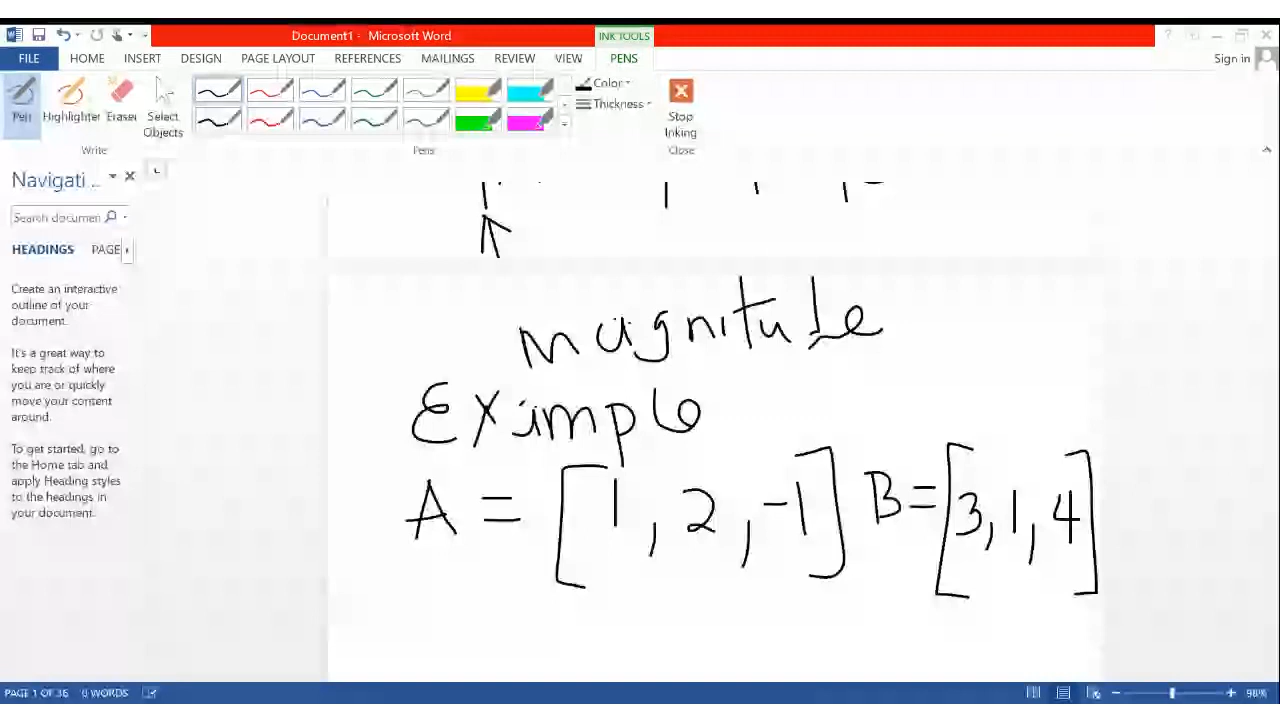 Document1 - Microsoft Word
INK TOOLS
FILE HOME INSERT DESIGN PAGE LAYOUT REFERENCES MAILINGS REVIEW VIEW PENS Sign in
Pen Highlighter Eraser Select Objects
Color
Thickness
Stop Inking
Write Pens Close
Navigati...
Search documen
HEADINGS PAGE
Create an interactive
outline of your
document.
It's a great way to
keep track of where
you are or quickly
move your content
around.
To get started, go to
the Home tab and
apply Heading styles
to the headings in
your document.
magnitude
Example
A = [1, 2, -1] B = [3, 1, 4]
PAGE 1 OF 36 0 WORDS 98%